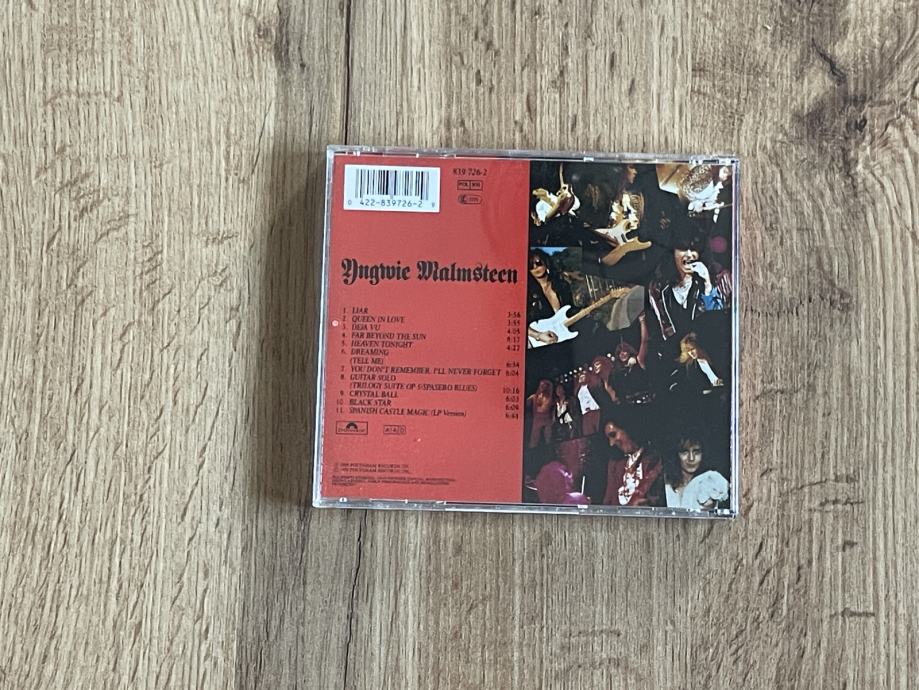 0 422-839726-2 9
839 726-2
Yngwie Malmsteen
1. LIAR 3:56
2. QUEEN IN LOVE 3:55
3. DEJA VU 4:05
4. FAR BEYOND THE SUN 8:17
5. HEAVEN TONIGHT 4:27
6. DREAMING
(TELL ME) 6:34
7. YOU DON'T REMEMBER, I'LL NEVER FORGET 6:04
8. GUITAR SOLO
(TRILOGY SUITE OP 5/SPASEBO BLUES) 10:16
9. CRYSTAL BALL 6:03
10. BLACK STAR 6:09
11. SPANISH CASTLE MAGIC (LP Version) 6:44